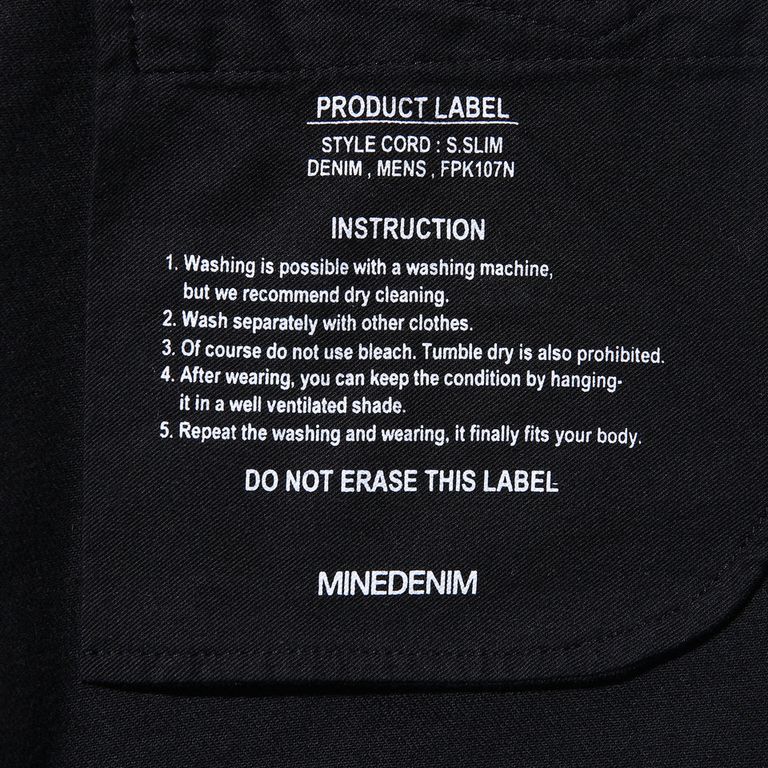 PRODUCT LABEL
STYLE CORD : S.SLIM
DENIM , MENS , FPK107N
INSTRUCTION
1. Washing is possible with a washing machine,
but we recommend dry cleaning.
2. Wash separately with other clothes.
3. Of course do not use bleach. Tumble dry is also prohibited.
4. After wearing, you can keep the condition by hanging-
it in a well ventilated shade.
5. Repeat the washing and wearing, it finally fits your body.
DO NOT ERASE THIS LABEL
MINEDENIM